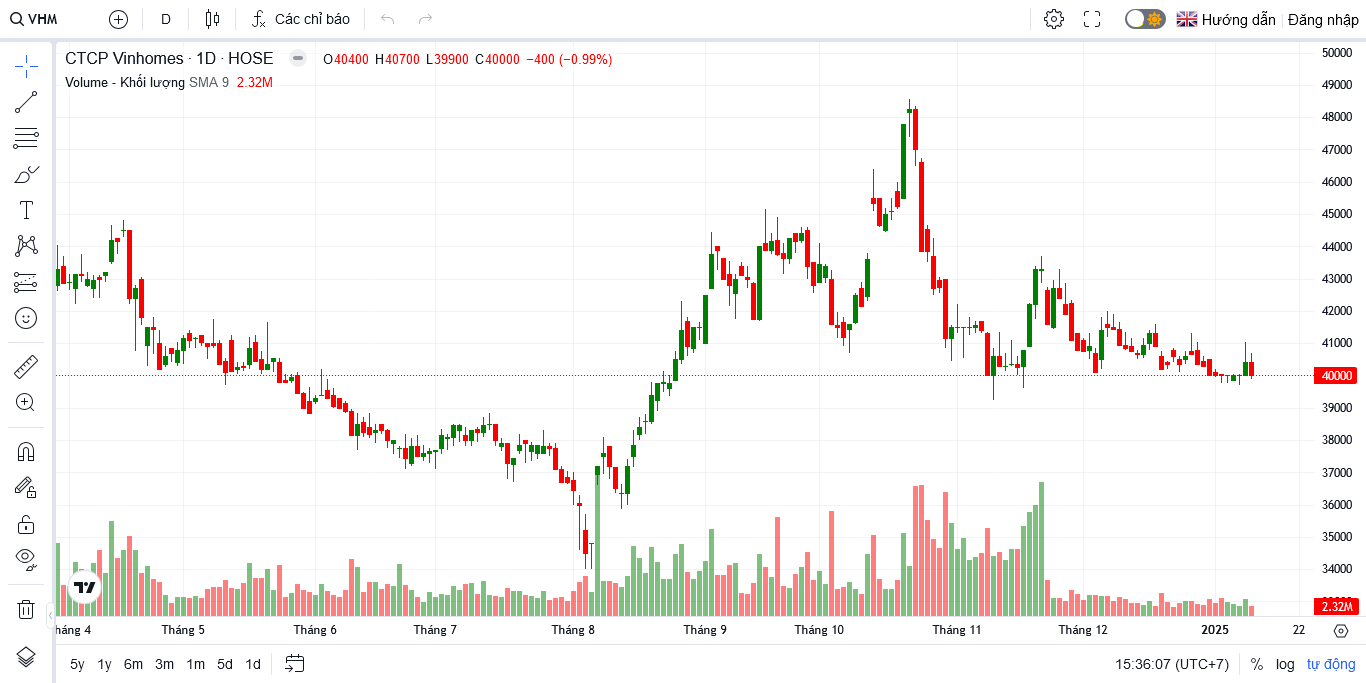 VHM D Các chỉ báo Hướng dẫn Đăng nhập
CTCP Vinhomes · 1D · HOSE O40400 H40700 L39900 C40000 −400 (−0.99%)
Volume - Khối lượng SMA 9 2.32M
50000
49000
48000
47000
46000
45000
44000
43000
42000
41000
40000
39000
38000
37000
36000
35000
34000
2.32M
háng 4 Tháng 5 Tháng 6 Tháng 7 Tháng 8 Tháng 9 Tháng 10 Tháng 11 Tháng 12 2025 22
5y 1y 6m 3m 1m 5d 1d 15:36:07 (UTC+7) % log tự động